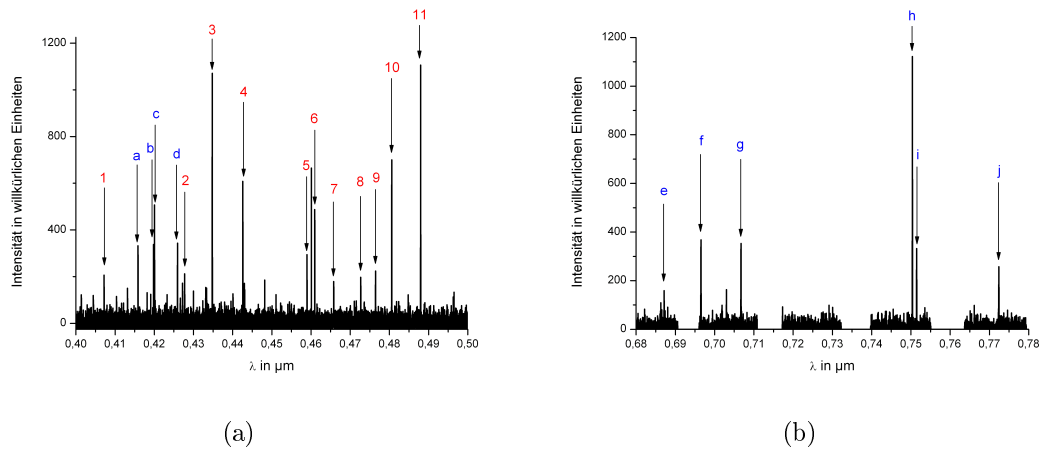 Intensität in willkürlichen Einheiten
1200
800
400
0
1
a
b
c
d
2
3
4
5
6
7
8
9
10
11
0,40 0,41 0,42 0,43 0,44 0,45 0,46 0,47 0,48 0,49 0,50
λ in µm
(a)
Intensität in willkürlichen Einheiten
1200
1000
800
600
400
200
0
e
f
g
h
i
j
0,68 0,69 0,70 0,71 0,72 0,73 0,74 0,75 0,76 0,77 0,78
λ in µm
(b)